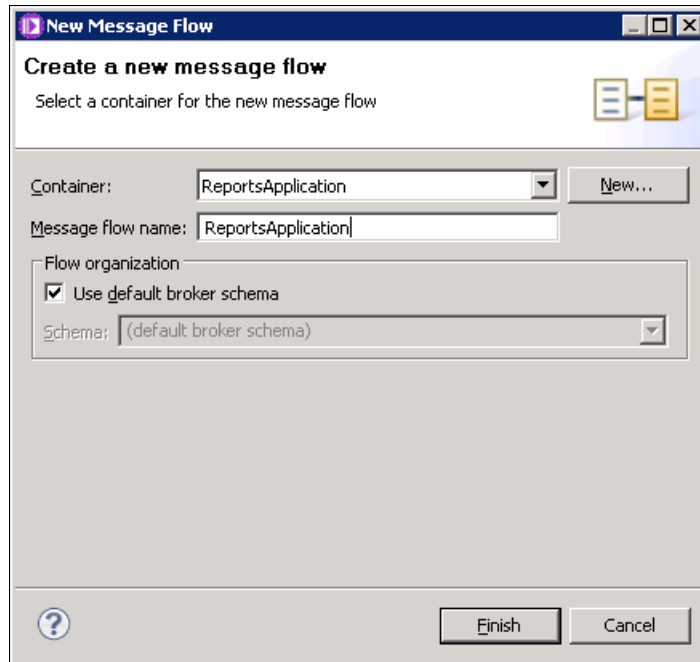 New Message Flow
Create a new message flow
Select a container for the new message flow
Container: ReportsApplication New...
Message flow name: ReportsApplication
Flow organization
Use default broker schema
Schema: (default broker schema)
? Finish Cancel